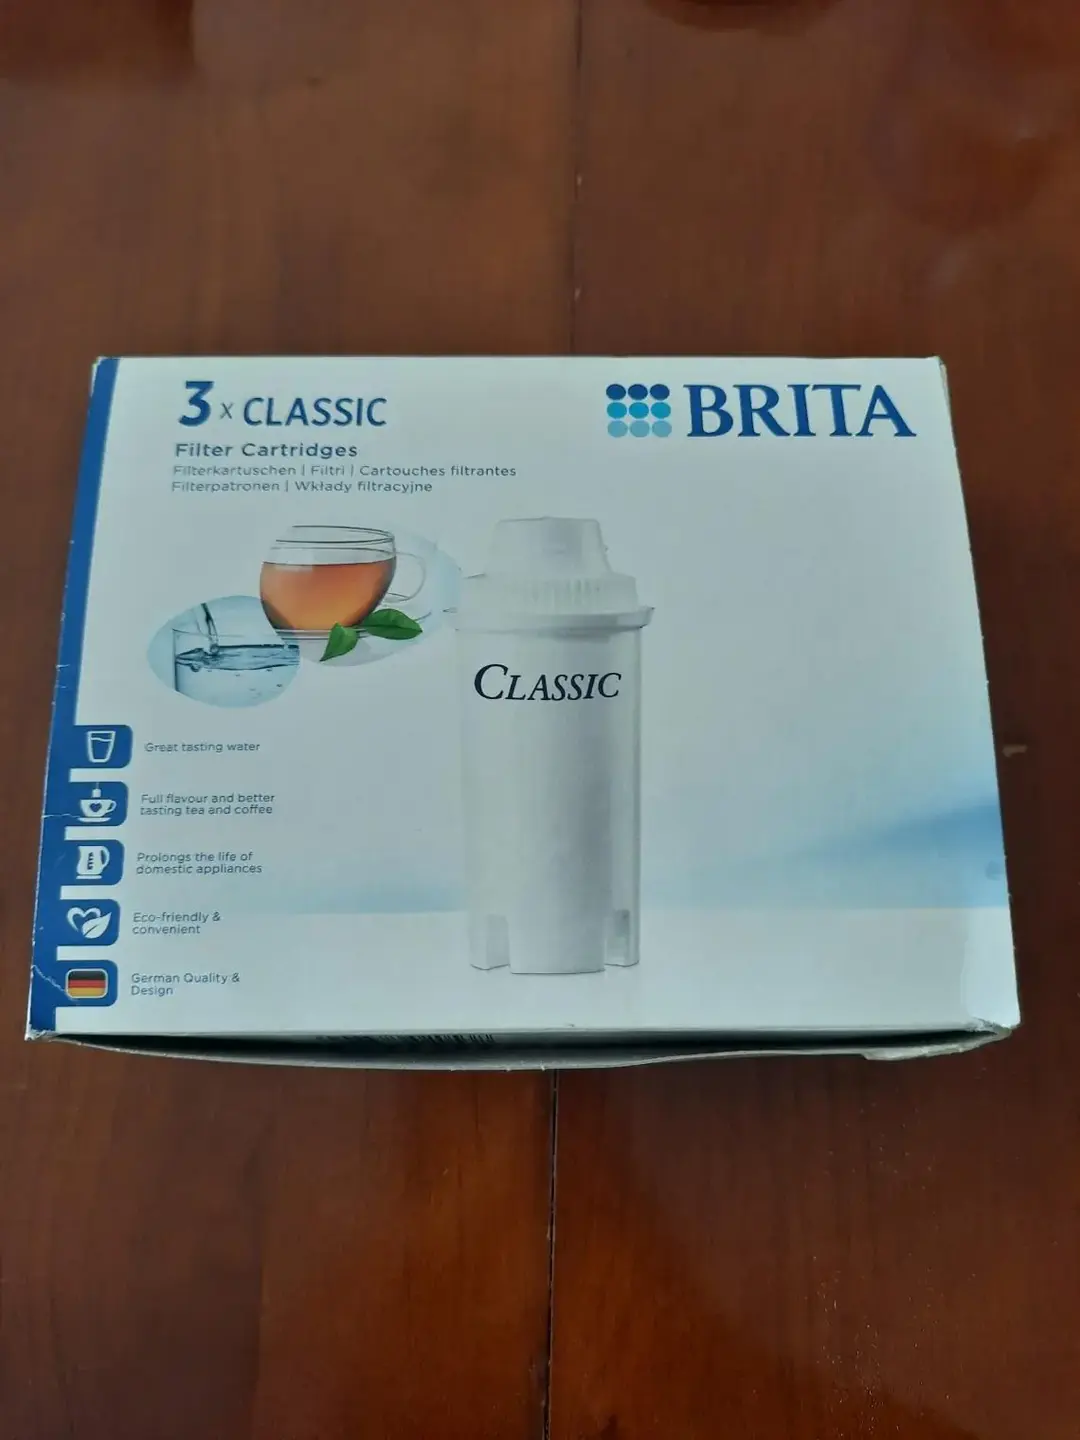 3 x CLASSIC
BRITA
Filter Cartridges
Filterkartuschen | Filtri | Cartouches filtrantes
Filterpatronen | Wkłady filtracyjne
CLASSIC
Great tasting water
Full flavour and better
tasting tea and coffee
Prolongs the life of
domestic appliances
Eco-friendly &
convenient
German Quality &
Design